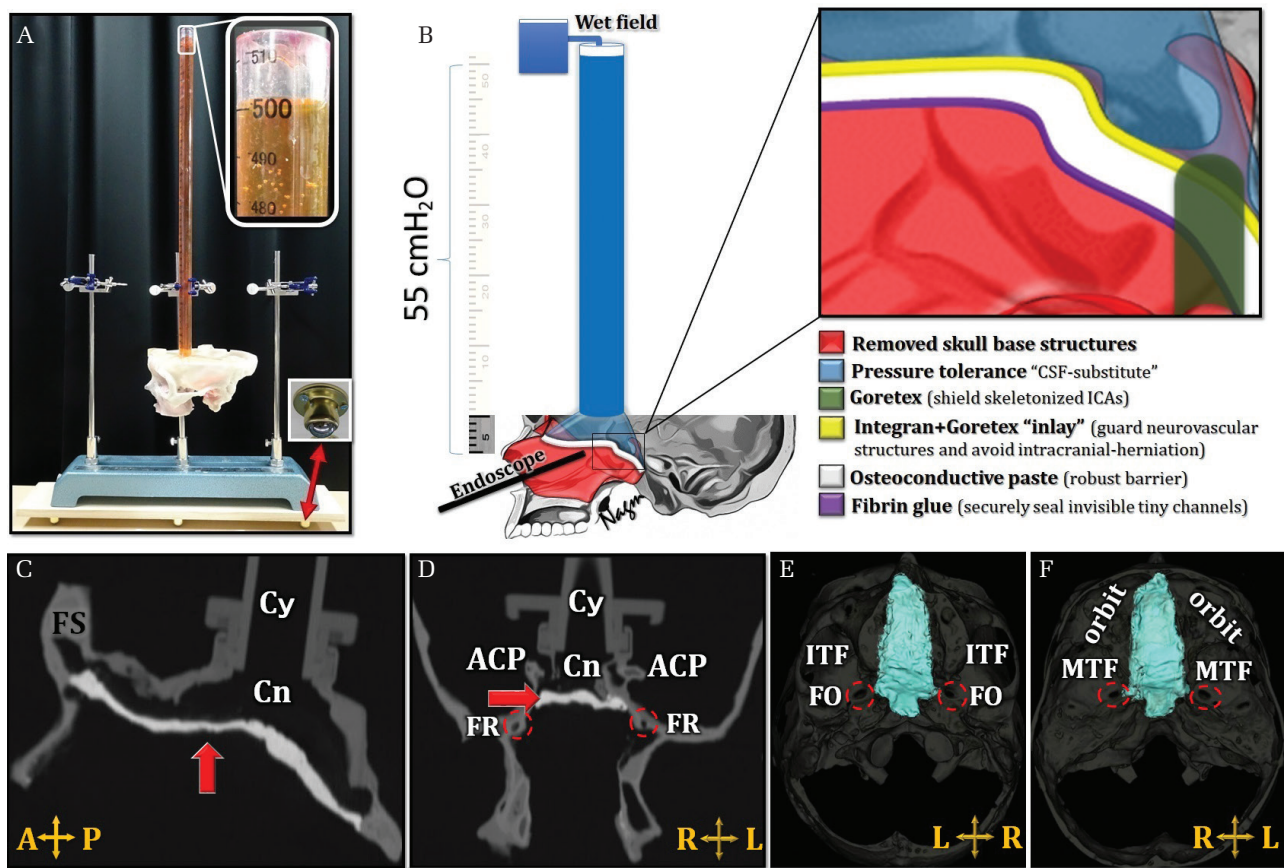 A
510
500
490
480
B
Wet field
50
40
30
20
10
5
55 cmH₂O
Endoscope
Nagm
Removed skull base structures
Pressure tolerance “CSF-substitute”
Goretex (shield skeletonized ICAs)
Integran+Goretex “inlay” (guard neurovascular
structures and avoid intracranial-herniation)
Osteoconductive paste (robust barrier)
Fibrin glue (securely seal invisible tiny channels)
C
FS
Cy
Cn
A P
D
Cy
ACP Cn ACP
FR FR
R L
E
ITF ITF
FO FO
L R
F
orbit orbit
MTF MTF
R L